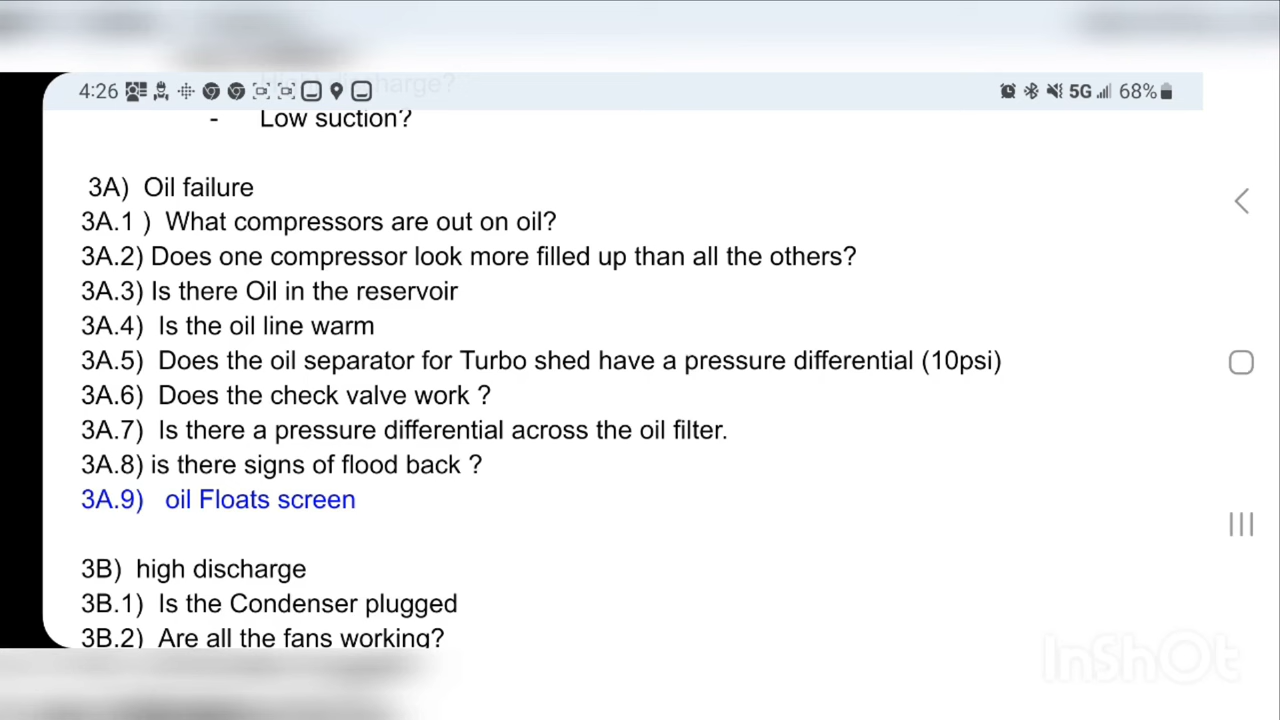 4:26
5G
68%
High discharge?
- Low suction?
3A) Oil failure
3A.1 ) What compressors are out on oil?
3A.2) Does one compressor look more filled up than all the others?
3A.3) Is there Oil in the reservoir
3A.4) Is the oil line warm
3A.5) Does the oil separator for Turbo shed have a pressure differential (10psi)
3A.6) Does the check valve work ?
3A.7) Is there a pressure differential across the oil filter.
3A.8) is there signs of flood back ?
3A.9) oil Floats screen
3B) high discharge
3B.1) Is the Condenser plugged
3B.2) Are all the fans working?
InShOt